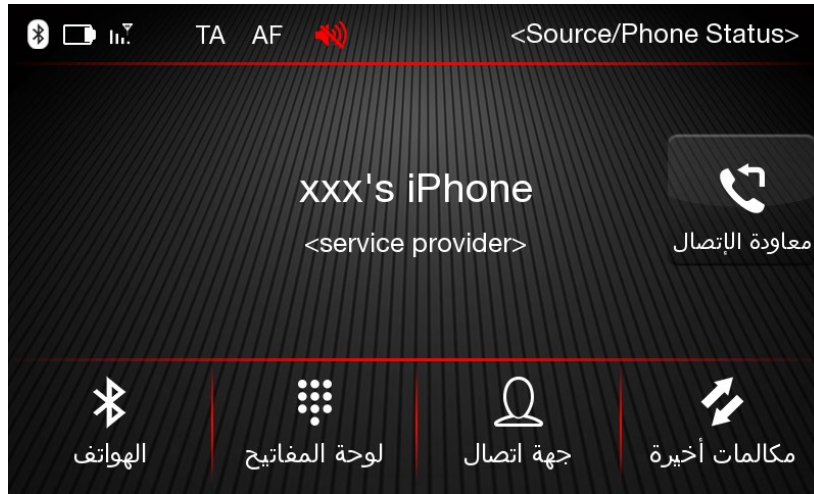 TA AF <Source/Phone Status>
xxx's iPhone
<service provider>
معاودة الإتصال
مكالمات أخيرة
جهة اتصال
لوحة المفاتيح
الهواتف